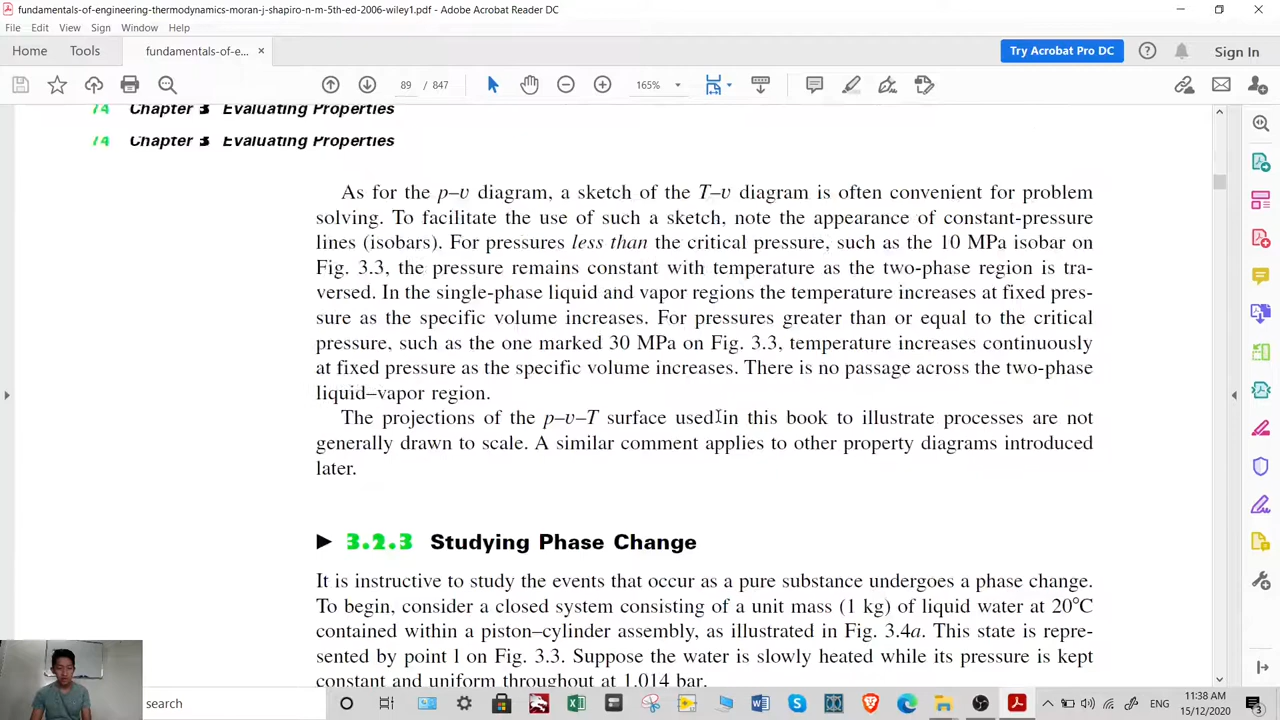 fundamentals-of-engineering-thermodynamics-moran-j-shapiro-n-m-5th-ed-2006-wiley1.pdf - Adobe Acrobat Reader DC
File Edit View Sign Window Help
Home Tools fundamentals-of-e... × Try Acrobat Pro DC Sign In
89 / 847 165%
74 Chapter 3 Evaluating Properties
74 Chapter 3 Evaluating Properties
As for the p–v diagram, a sketch of the T–v diagram is often convenient for problem
solving. To facilitate the use of such a sketch, note the appearance of constant-pressure
lines (isobars). For pressures less than the critical pressure, such as the 10 MPa isobar on
Fig. 3.3, the pressure remains constant with temperature as the two-phase region is tra-
versed. In the single-phase liquid and vapor regions the temperature increases at fixed pres-
sure as the specific volume increases. For pressures greater than or equal to the critical
pressure, such as the one marked 30 MPa on Fig. 3.3, temperature increases continuously
at fixed pressure as the specific volume increases. There is no passage across the two-phase
liquid–vapor region.
The projections of the p–v–T surface used in this book to illustrate processes are not
generally drawn to scale. A similar comment applies to other property diagrams introduced
later.
► 3.2.3 Studying Phase Change
It is instructive to study the events that occur as a pure substance undergoes a phase change.
To begin, consider a closed system consisting of a unit mass (1 kg) of liquid water at 20°C
contained within a piston–cylinder assembly, as illustrated in Fig. 3.4a. This state is repre-
sented by point l on Fig. 3.3. Suppose the water is slowly heated while its pressure is kept
constant and uniform throughout at 1.014 bar.
search
ENG
11:38 AM
15/12/2020
3